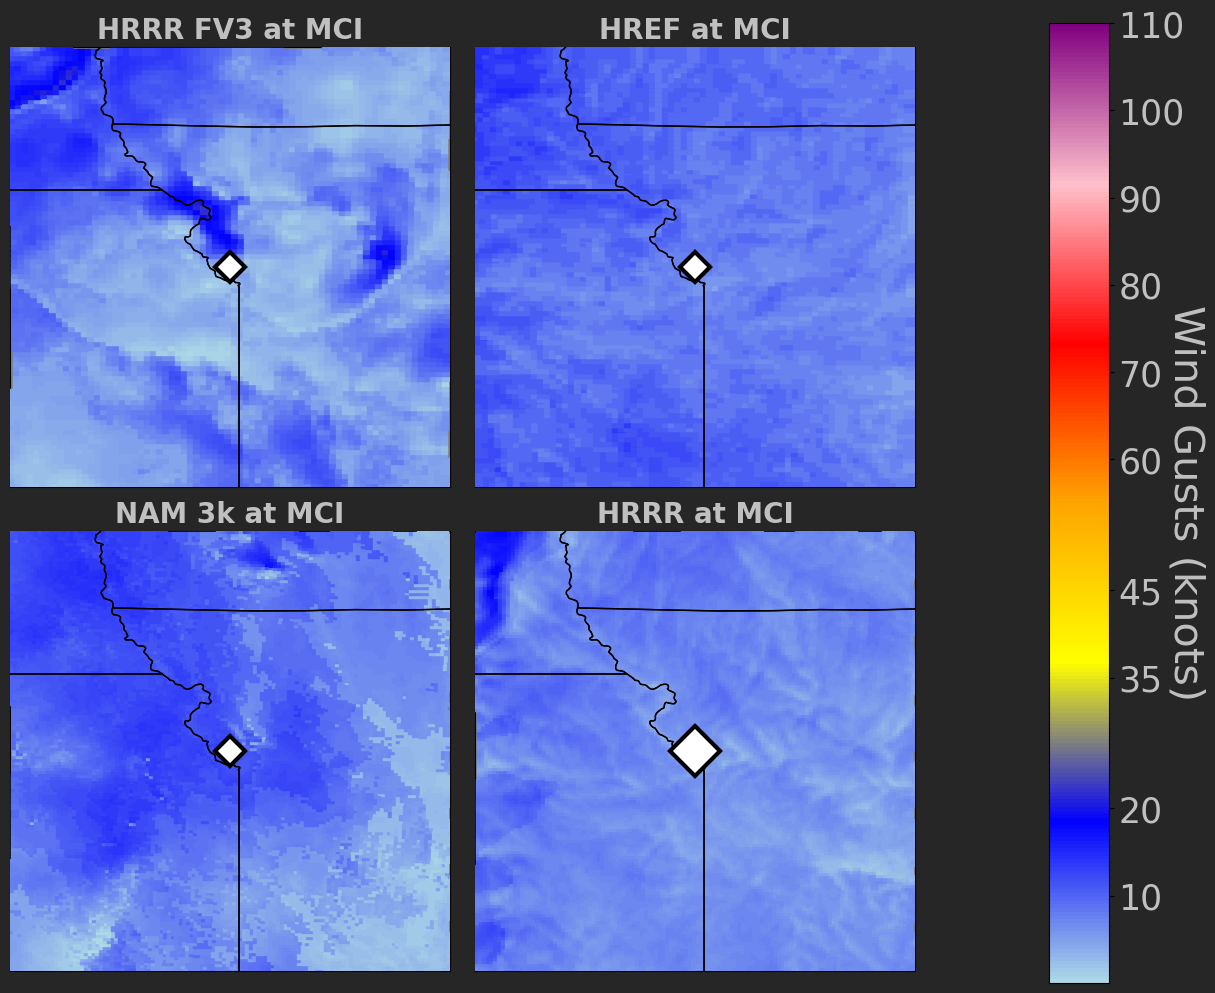 HRRR FV3 at MCI
HREF at MCI
NAM 3k at MCI
HRRR at MCI
110
100
90
80
70
60
45
35
20
10
Wind Gusts (knots)